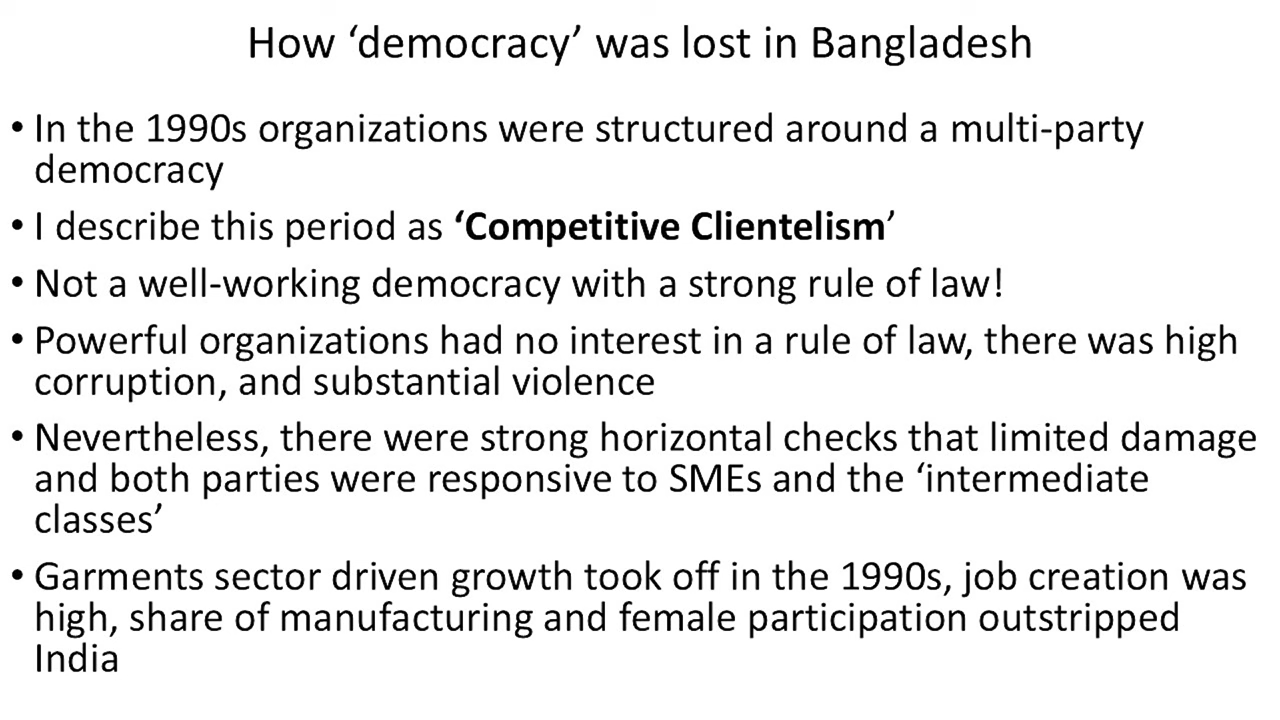 How ‘democracy’ was lost in Bangladesh
• In the 1990s organizations were structured around a multi-party
democracy
• I describe this period as ‘Competitive Clientelism’
• Not a well-working democracy with a strong rule of law!
• Powerful organizations had no interest in a rule of law, there was high
corruption, and substantial violence
• Nevertheless, there were strong horizontal checks that limited damage
and both parties were responsive to SMEs and the ‘intermediate
classes’
• Garments sector driven growth took off in the 1990s, job creation was
high, share of manufacturing and female participation outstripped
India